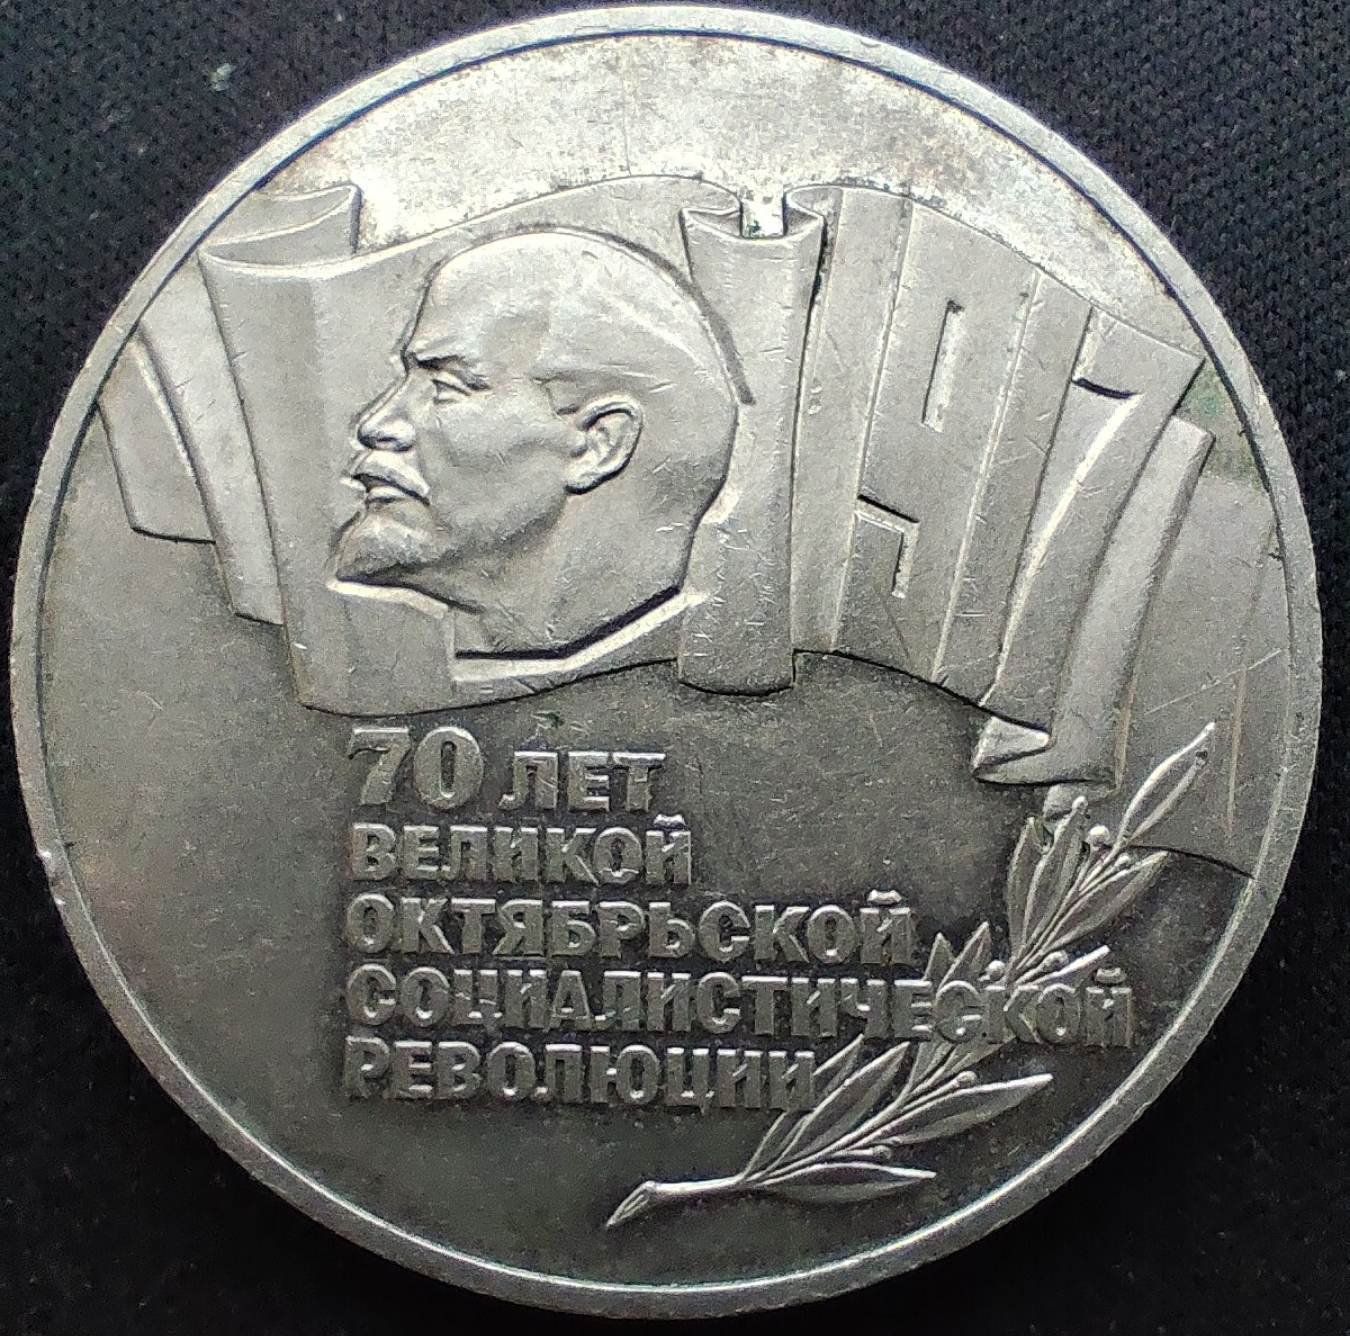 1917
70 ЛЕТ
ВЕЛИКОЙ
ОКТЯБРЬСКОЙ
СОЦИАЛИСТИЧЕСКОЙ
РЕВОЛЮЦИИ